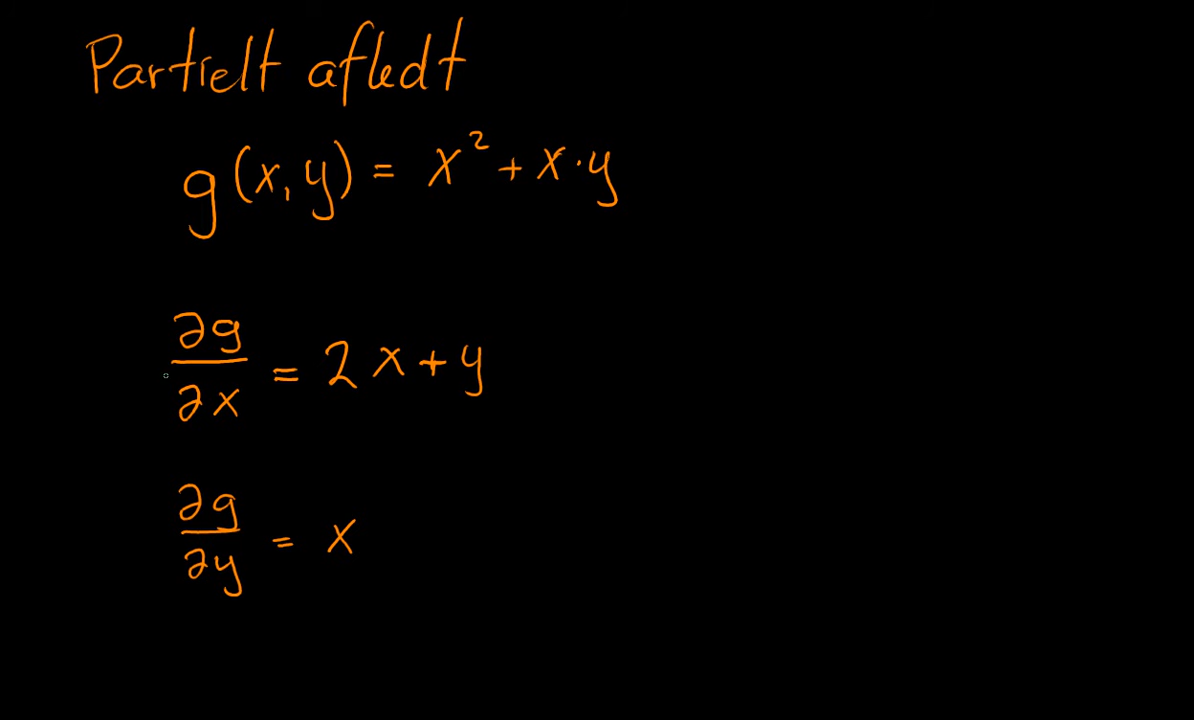 Partielt afledt
g(x,y) = x² + x·y
∂g/∂x = 2x + y
∂g/∂y = x